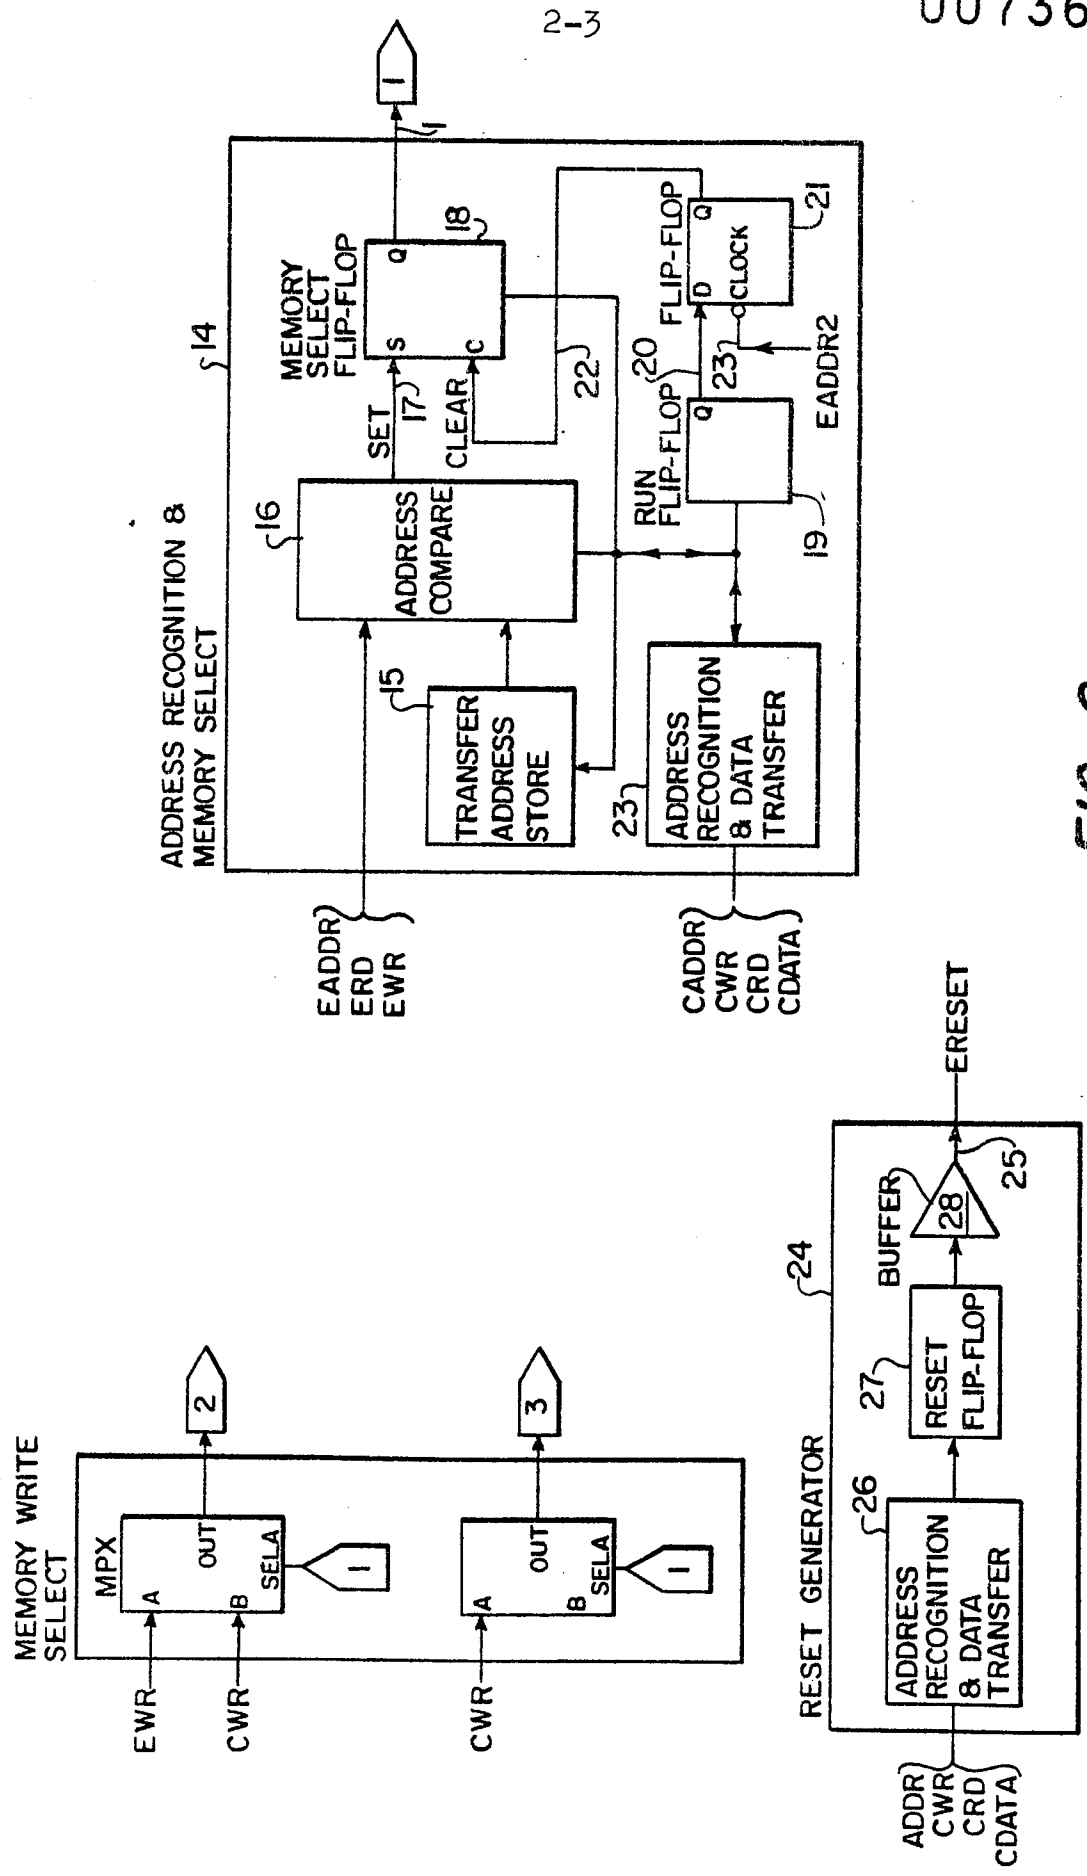 2-3
00736
MEMORY WRITE
SELECT
MPX
EWR
A
OUT
2
CWR
B
SELA
1
CWR
A
OUT
3
B
SELA
1
ADDRESS RECOGNITION &
MEMORY SELECT
14
EADDR
ERD
EWR
16
ADDRESS
COMPARE
15
TRANSFER
ADDRESS
STORE
SET
17
CLEAR
MEMORY
SELECT
FLIP-FLOP
18
S
Q
C
1
1
22
CADDR
CWR
CRD
CDATA
23
ADDRESS
RECOGNITION
& DATA
TRANSFER
RUN
FLIP-FLOP
Q
19
20
FLIP-FLOP
D
Q
CLOCK
21
23
EADDR2
RESET GENERATOR
24
ADDR
CWR
CRD
CDATA
26
ADDRESS
RECOGNITION
& DATA
TRANSFER
27
RESET
FLIP-FLOP
BUFFER
28
25
ERESET